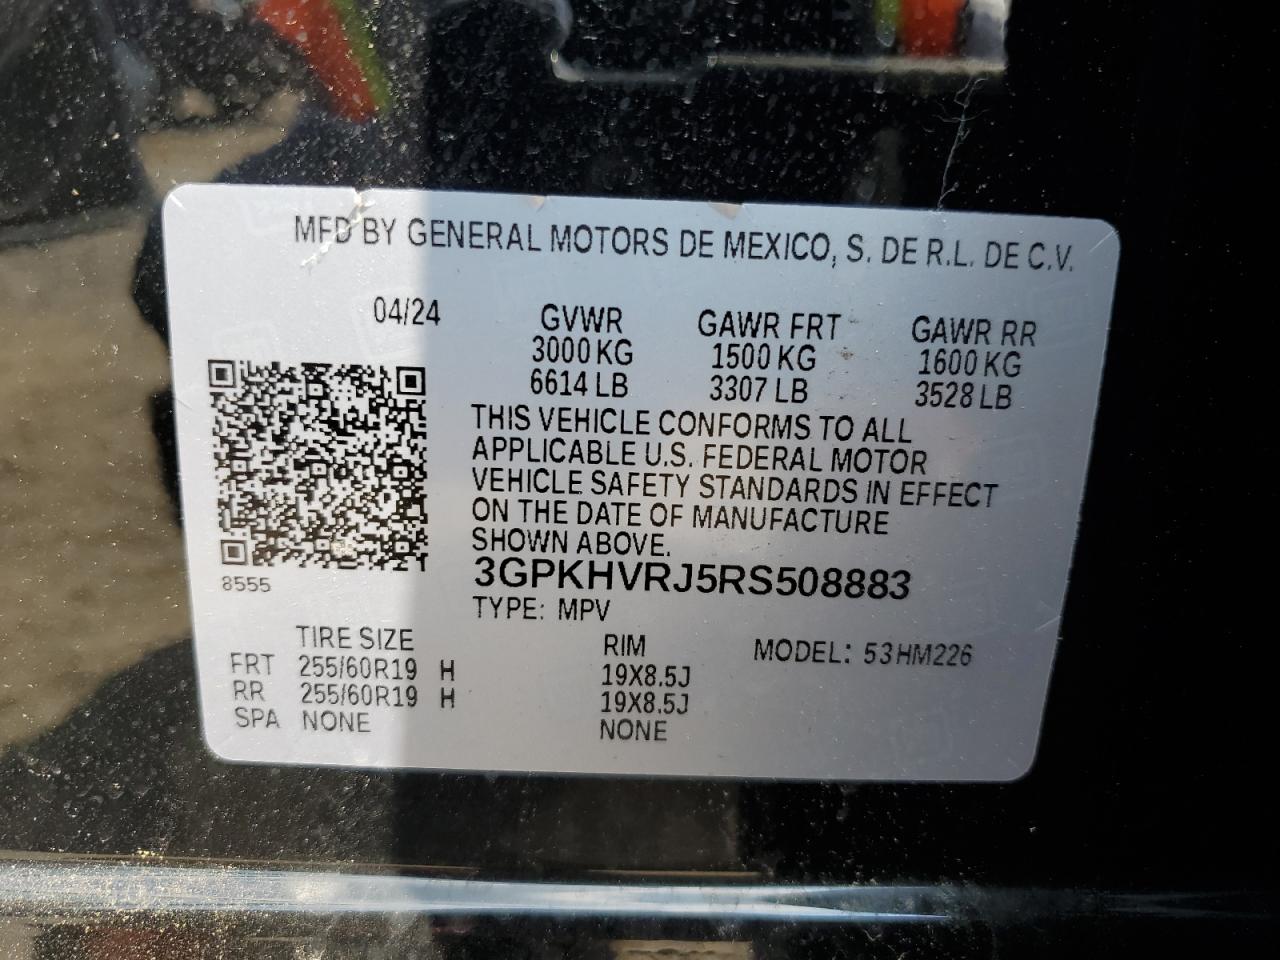 MFD BY GENERAL MOTORS DE MEXICO, S. DE R.L. DE C.V.
04/24 GVWR GAWR FRT GAWR RR
3000 KG 1500 KG 1600 KG
6614 LB 3307 LB 3528 LB
THIS VEHICLE CONFORMS TO ALL
APPLICABLE U.S. FEDERAL MOTOR
VEHICLE SAFETY STANDARDS IN EFFECT
ON THE DATE OF MANUFACTURE
SHOWN ABOVE.
8555 3GPKHVRJ5RS508883
TYPE: MPV
TIRE SIZE RIM MODEL: 53HM226
FRT 255/60R19 H 19X8.5J
RR 255/60R19 H 19X8.5J
SPA NONE NONE